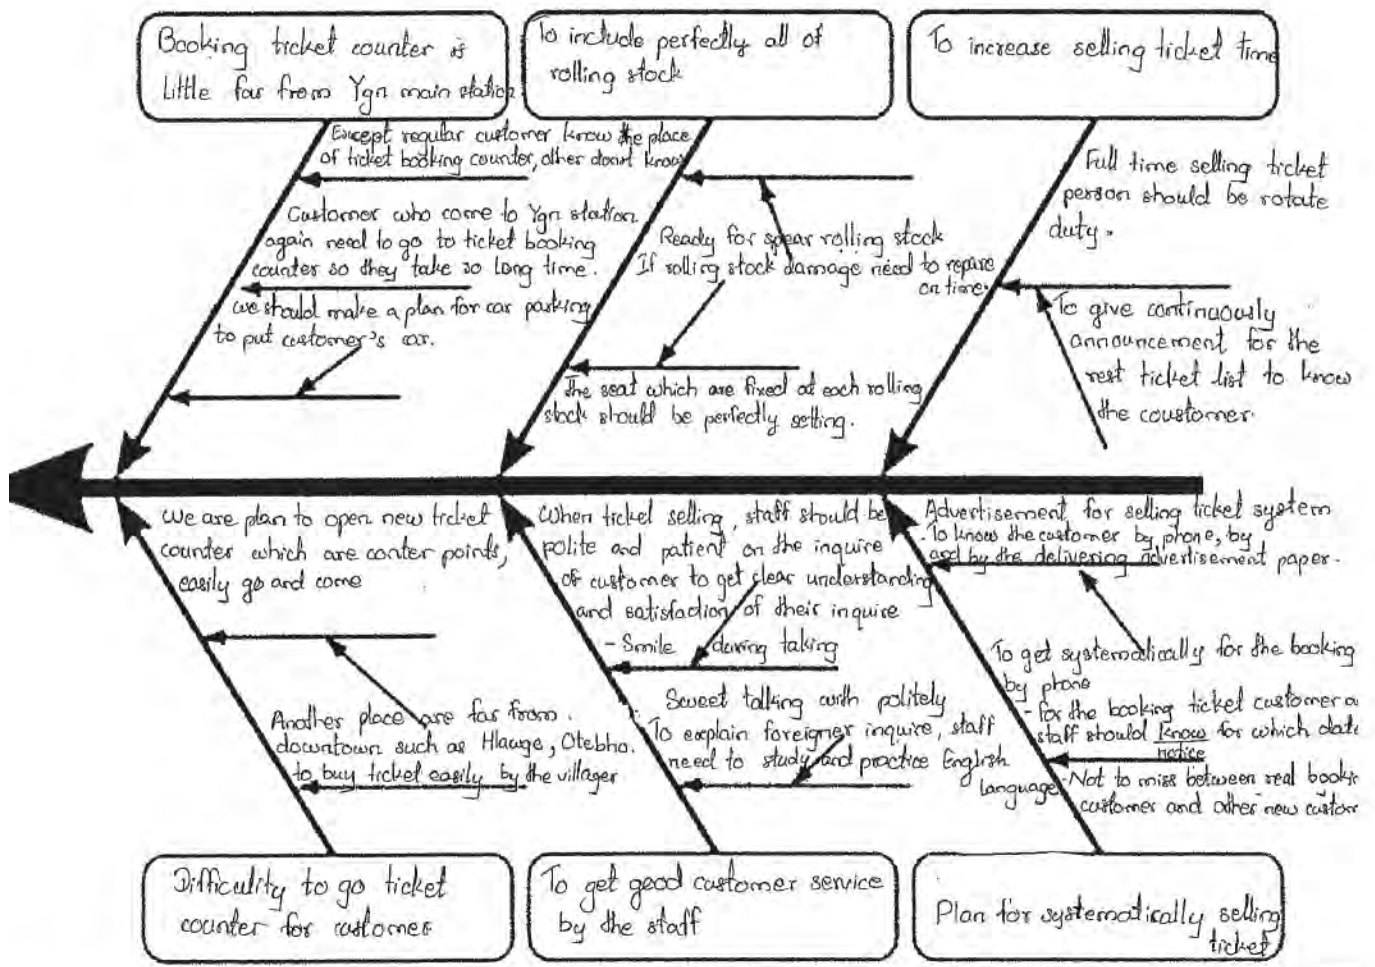 Booking ticket counter is
Little far from Ygn main station.
To include perfectly all of
rolling stock
To increase selling ticket time
Except regular customer know the place
of ticket booking counter, other don't know
Customer who come to Ygn station
again need to go to ticket booking
counter so they take so long time.
we should make a plan for car parking
to put customer's car.
Ready for spear rolling stock
If rolling stock damage need to repaire
on time.
The seat which are fixed at each rolling
stock should be perfectly setting.
Full time selling ticket
person should be rotate
duty.
To give continuously
announcement for the
rest ticket list to know
the coustomer.
We are plan to open new ticket
counter which are conter points,
easily go and come
Another place are far from
downtown such as
to buy ticket easily by the villager
When ticket selling, staff should be
polite and patient on the inquire
of customer to get clear understanding
and satisfaction of their inquire
- Smile during taking
Sweet talking with politely
To explain foreigner inquire, staff
need to study and practice English
language
Advertisement for selling ticket system
To know the customer by phone, by
and by the delivering advertisement paper.
To get systematically for the booking
by phone
- for the booking ticket customer a
staff should know for which date
notice
- Not to miss between real booki
customer and other new custom
Difficulity to go ticket
counter for customer
To get good customer service
by the staff
Plan for systematically selling
ticket